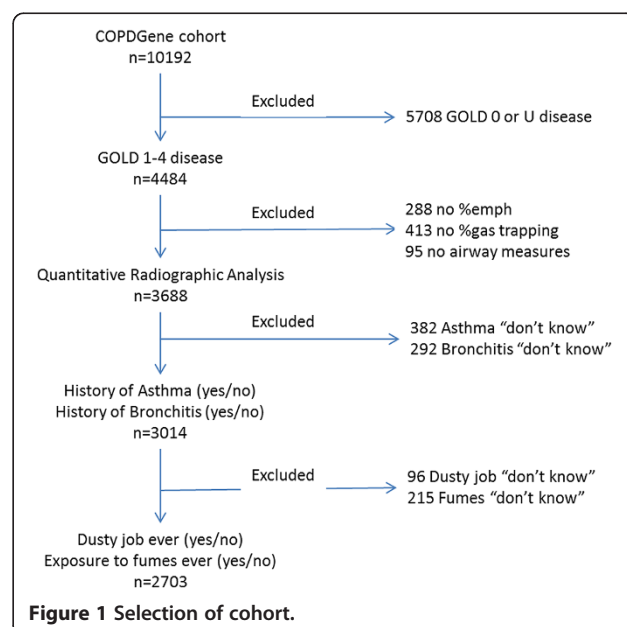 COPDGene cohort
n=10192
Excluded
5708 GOLD 0 or U disease
GOLD 1-4 disease
n=4484
Excluded
288 no %emph
413 no %gas trapping
95 no airway measures
Quantitative Radiographic Analysis
n=3688
Excluded
382 Asthma “don’t know”
292 Bronchitis “don’t know”
History of Asthma (yes/no)
History of Bronchitis (yes/no)
n=3014
Excluded
96 Dusty job “don’t know”
215 Fumes “don’t know”
Dusty job ever (yes/no)
Exposure to fumes ever (yes/no)
n=2703
Figure 1 Selection of cohort.